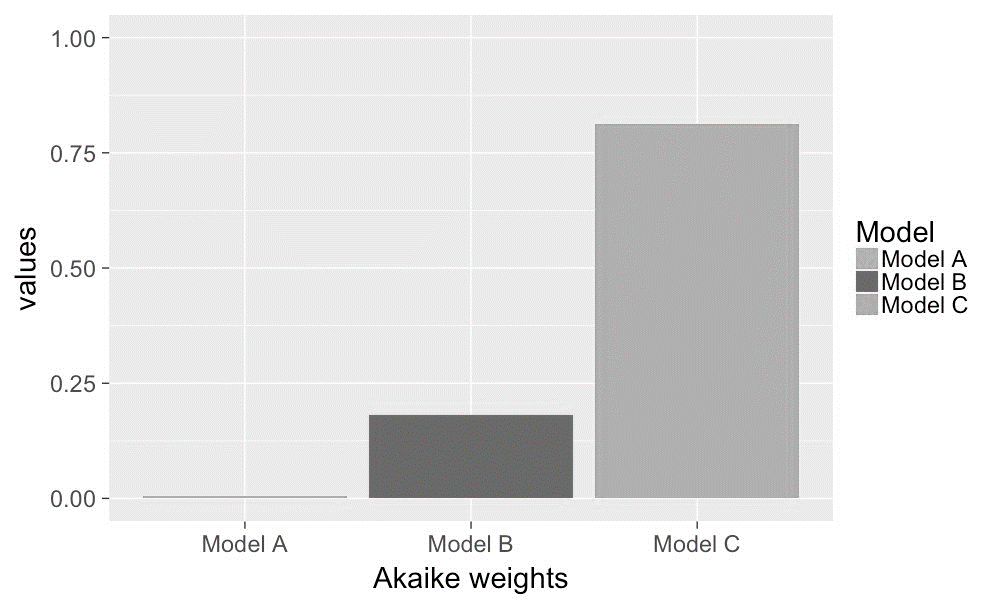 1.00
0.75
0.50
0.25
0.00
values
Model A
Model B
Model C
Akaike weights
Model
Model A
Model B
Model C